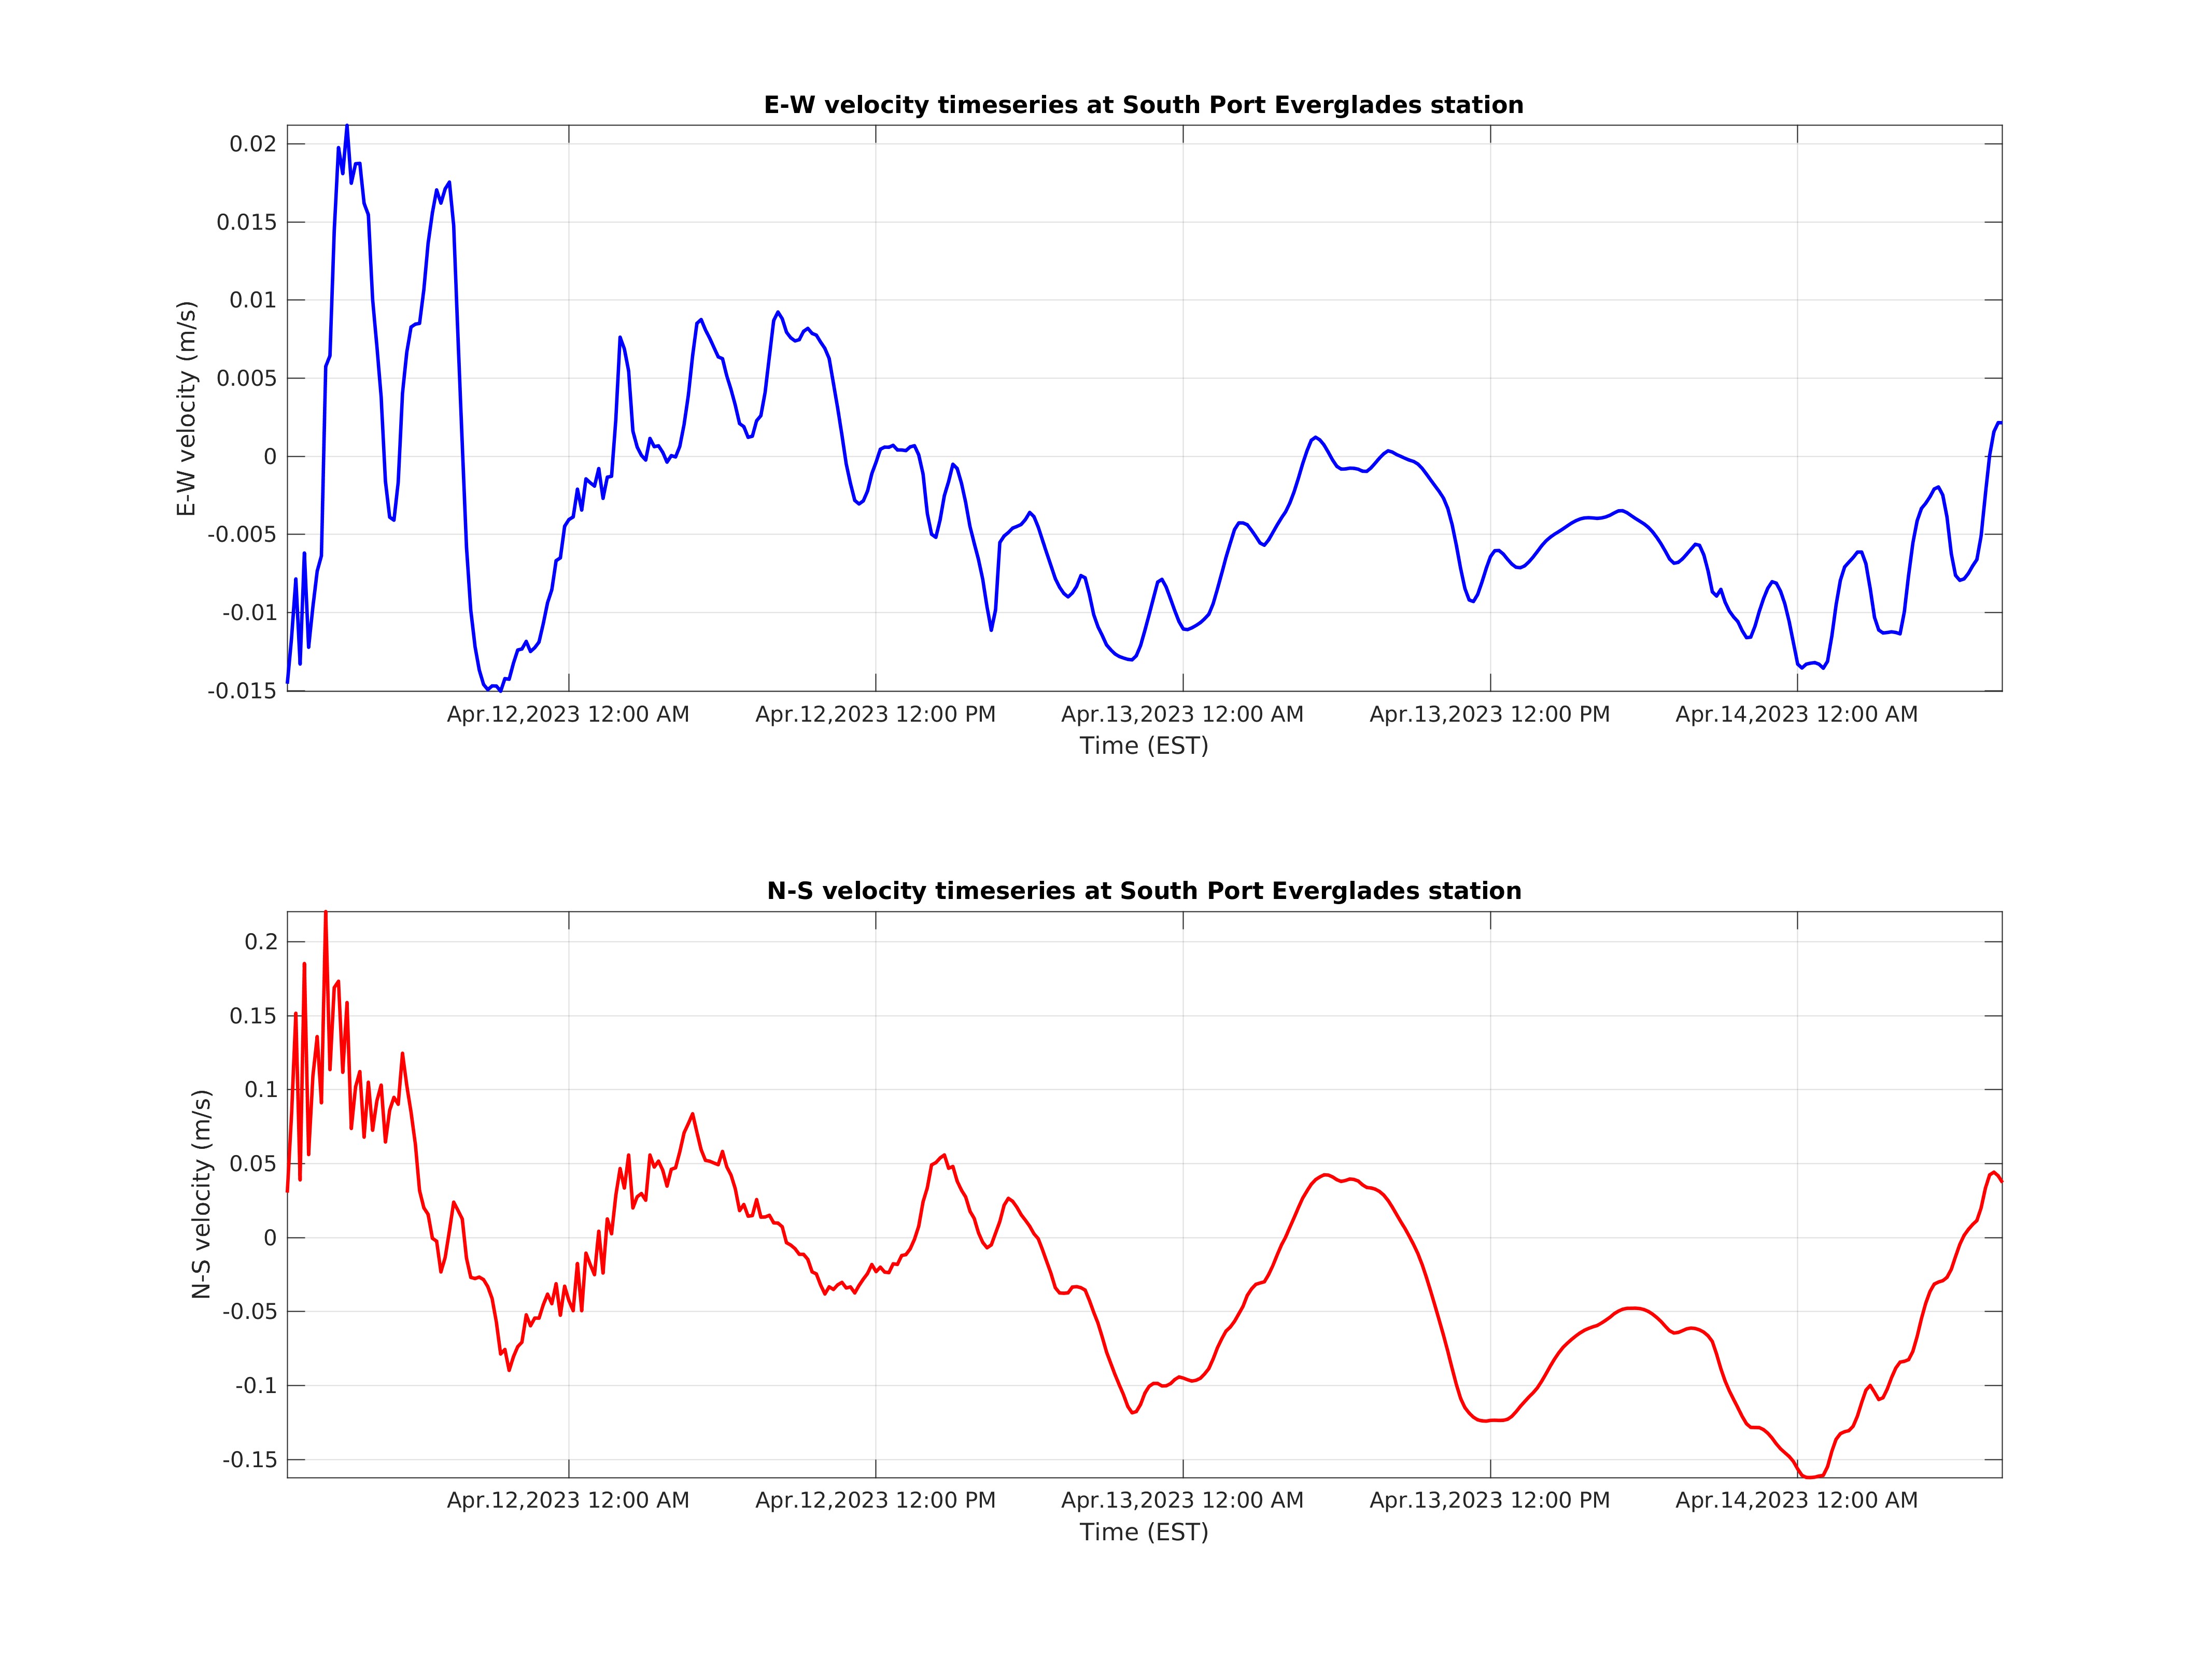 E-W velocity timeseries at South Port Everglades station
0.02
0.015
0.01
0.005
0
-0.005
-0.01
-0.015
E-W velocity (m/s)
Apr.12,2023 12:00 AM Apr.12,2023 12:00 PM Apr.13,2023 12:00 AM Apr.13,2023 12:00 PM Apr.14,2023 12:00 AM
Time (EST)
N-S velocity timeseries at South Port Everglades station
0.2
0.15
0.1
0.05
0
-0.05
-0.1
-0.15
N-S velocity (m/s)
Apr.12,2023 12:00 AM Apr.12,2023 12:00 PM Apr.13,2023 12:00 AM Apr.13,2023 12:00 PM Apr.14,2023 12:00 AM
Time (EST)